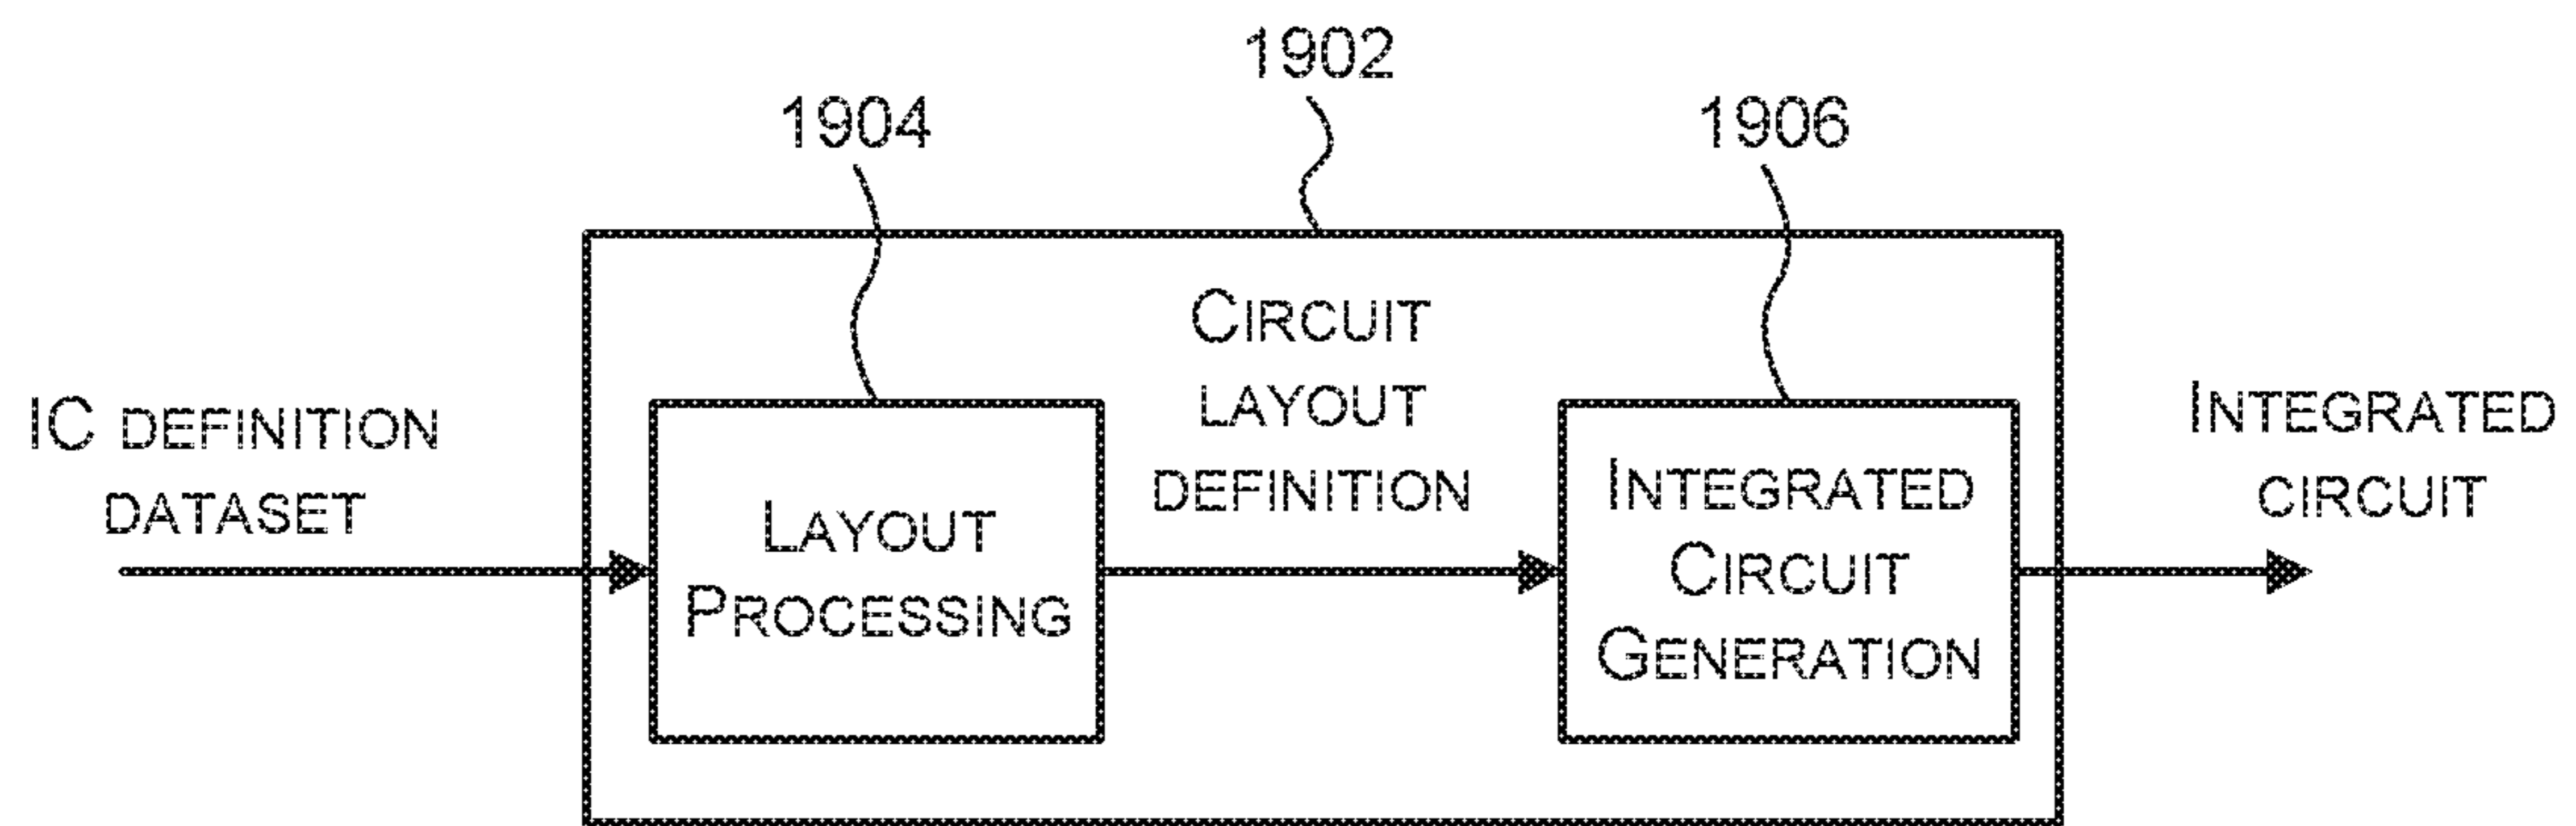 1902
1904
1906
IC DEFINITION
DATASET
LAYOUT
PROCESSING
CIRCUIT
LAYOUT
DEFINITION
INTEGRATED
CIRCUIT
GENERATION
INTEGRATED
CIRCUIT